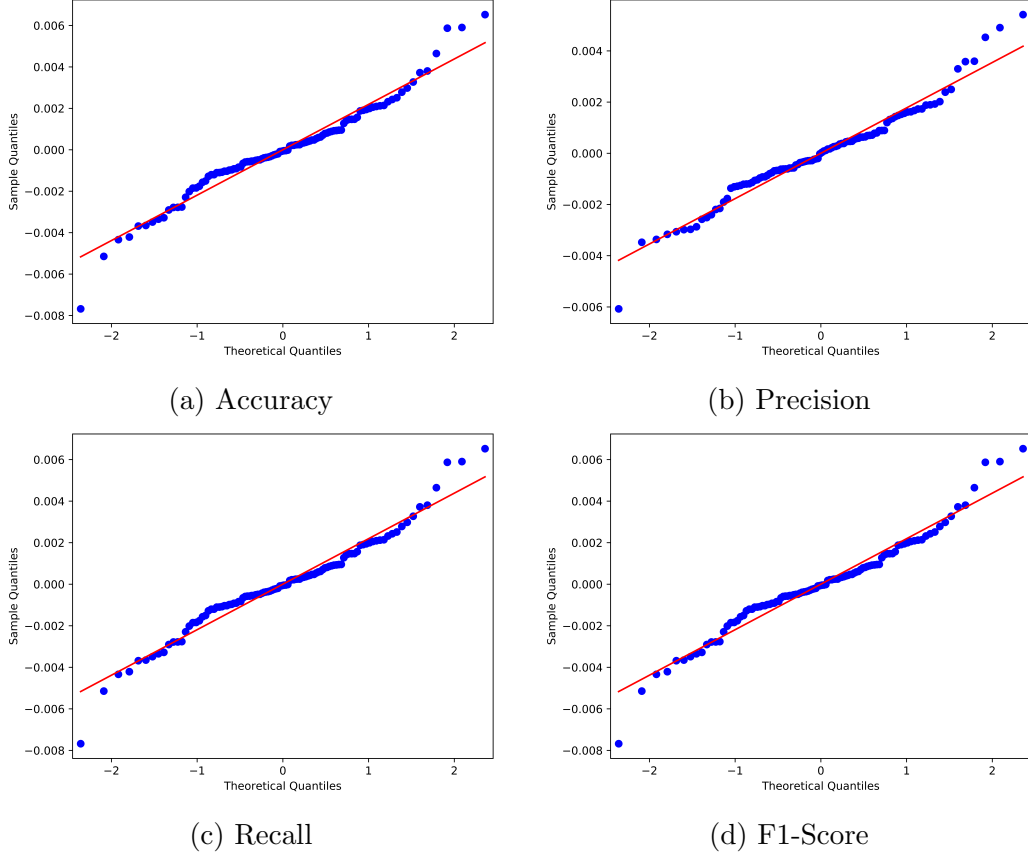 0.006
0.004
0.002
0.000
−0.002
−0.004
−0.006
−0.008
Sample Quantiles
−2 −1 0 1 2
Theoretical Quantiles
(a) Accuracy
0.004
0.002
0.000
−0.002
−0.004
−0.006
Sample Quantiles
−2 −1 0 1 2
Theoretical Quantiles
(b) Precision
0.006
0.004
0.002
0.000
−0.002
−0.004
−0.006
−0.008
Sample Quantiles
−2 −1 0 1 2
Theoretical Quantiles
(c) Recall
0.006
0.004
0.002
0.000
−0.002
−0.004
−0.006
−0.008
Sample Quantiles
−2 −1 0 1 2
Theoretical Quantiles
(d) F1-Score